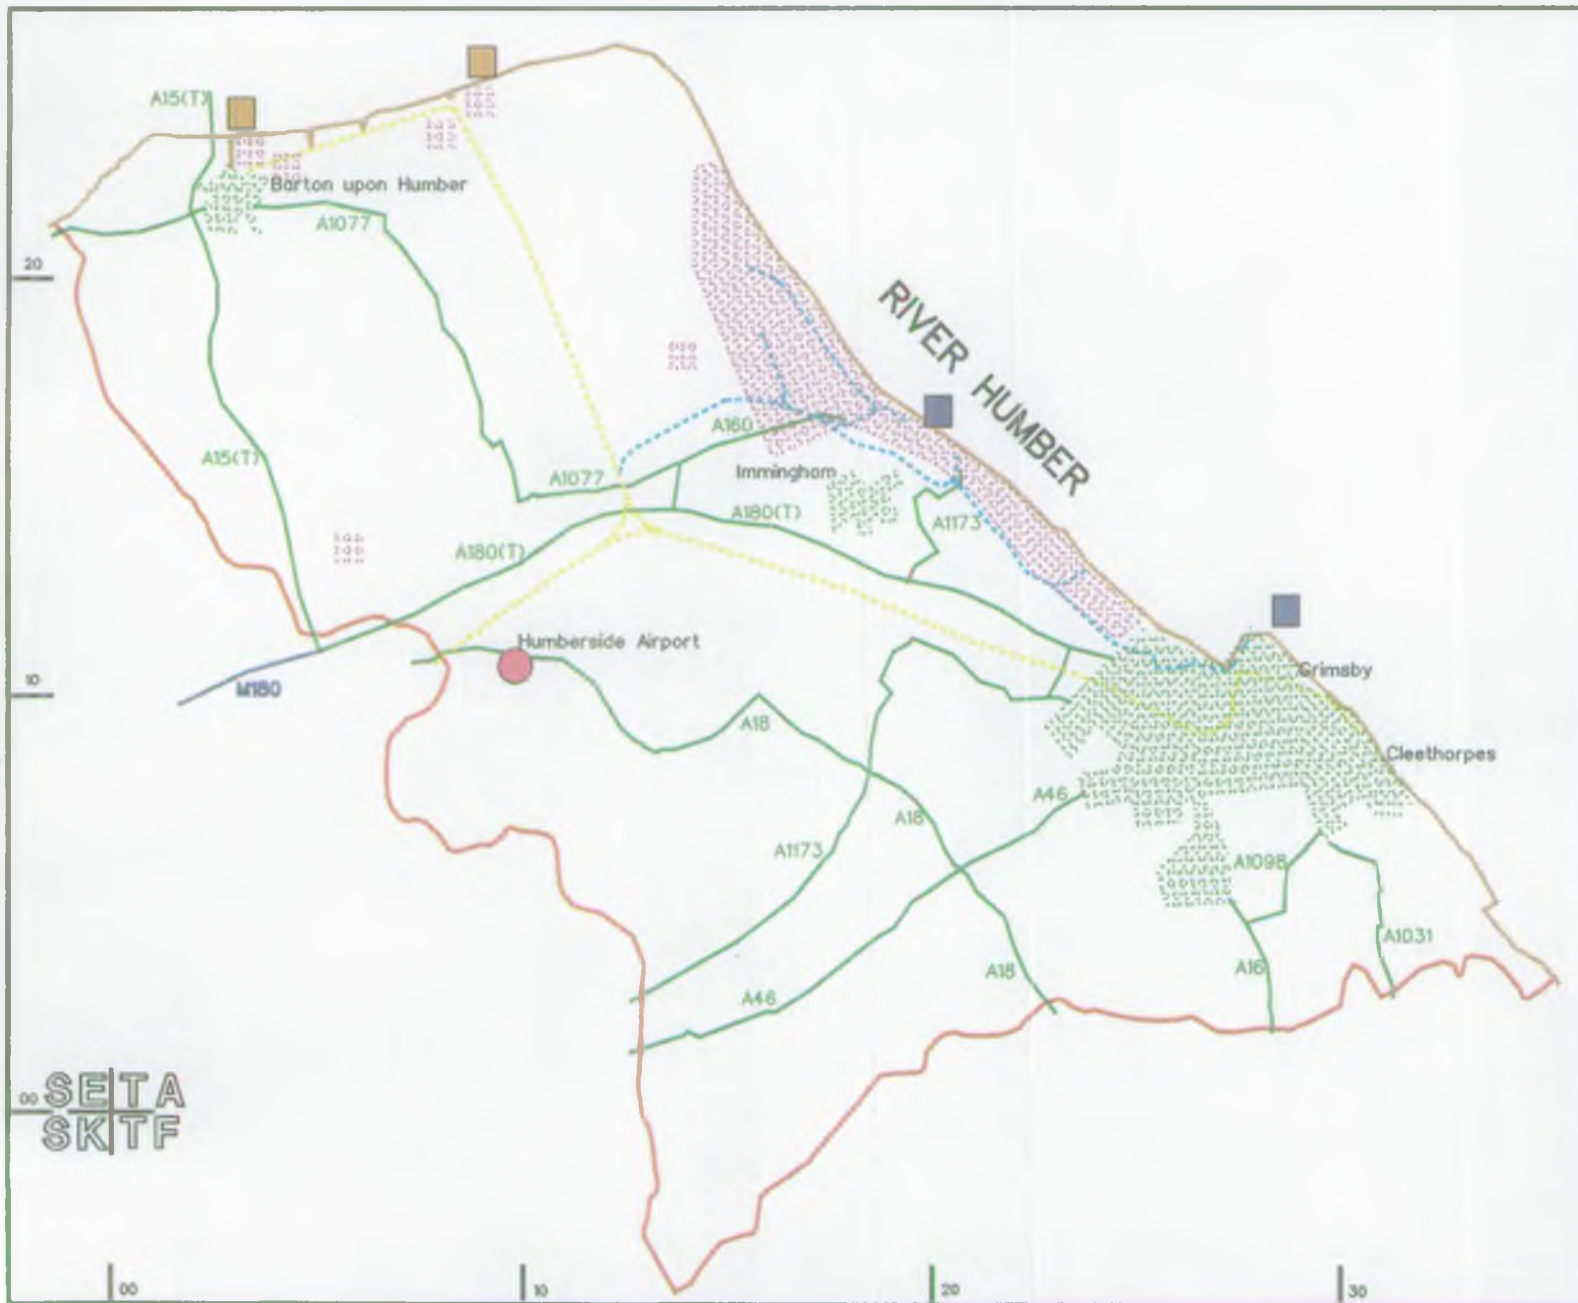 A15(T)
Barton upon Humber
A1077
20
RIVER HUMBER
A15(T)
A160
A1077
Immingham
A180(T)
A1173
A180(T)
Humberside Airport
Grimsby
10
M180
A18
Cleethorpes
A46
A18
A1173
A1098
A1031
A18
A16
A46
SE TA
00
SK TF
00
10
20
30